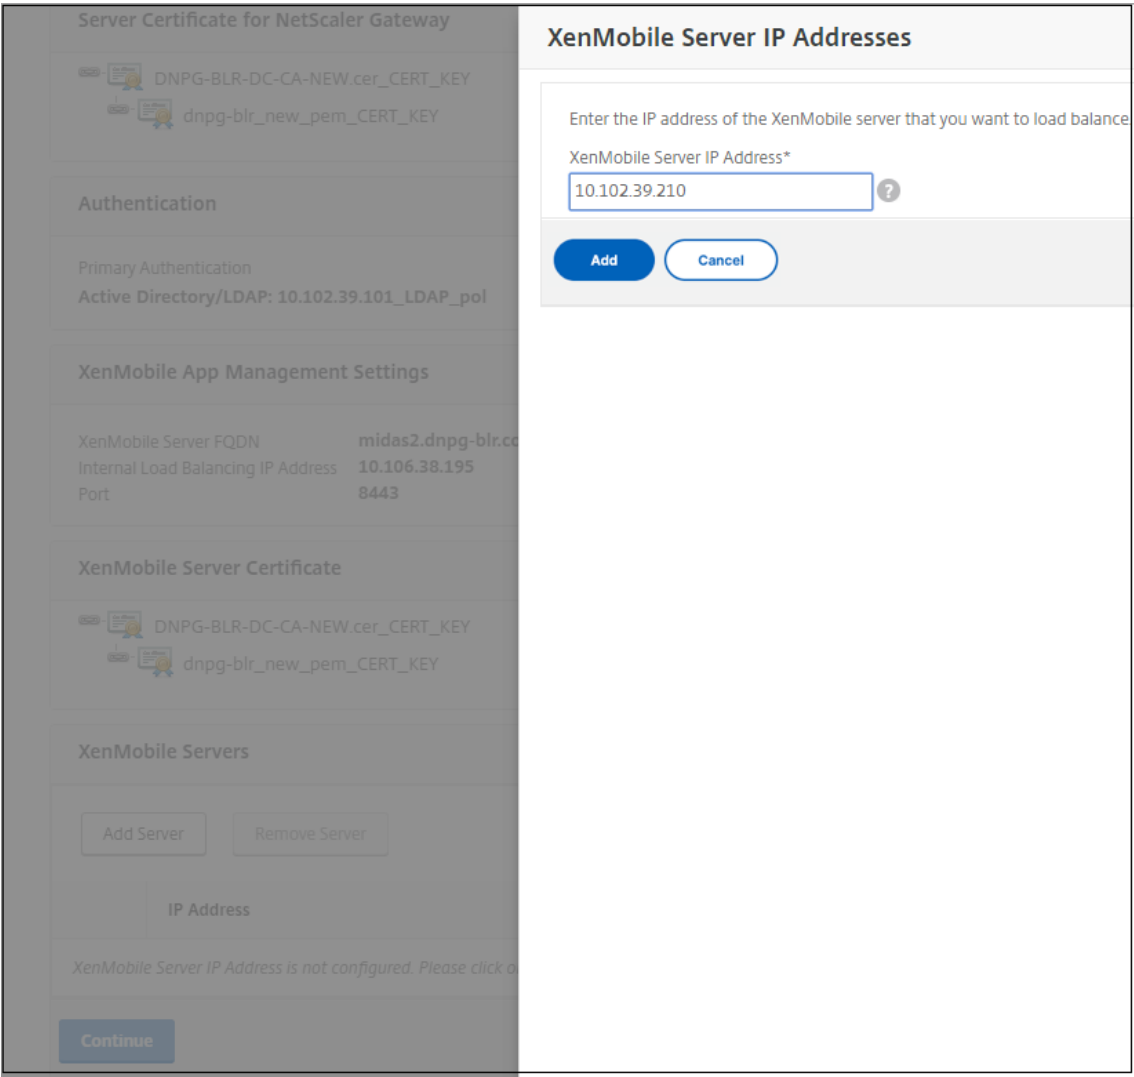 Server Certificate for NetScaler Gateway
DNPG-BLR-DC-CA-NEW.cer_CERT_KEY
dnpg-blr_new_pem_CERT_KEY
Authentication
Primary Authentication
Active Directory/LDAP: 10.102.39.101_LDAP_pol
XenMobile App Management Settings
XenMobile Server FQDN midas2.dnpg-blr.co
Internal Load Balancing IP Address 10.106.38.195
Port 8443
XenMobile Server Certificate
DNPG-BLR-DC-CA-NEW.cer_CERT_KEY
dnpg-blr_new_pem_CERT_KEY
XenMobile Servers
Add Server Remove Server
IP Address
XenMobile Server IP Address is not configured. Please click o
Continue
XenMobile Server IP Addresses
Enter the IP address of the XenMobile server that you want to load balance.
XenMobile Server IP Address*
10.102.39.210
?
Add Cancel